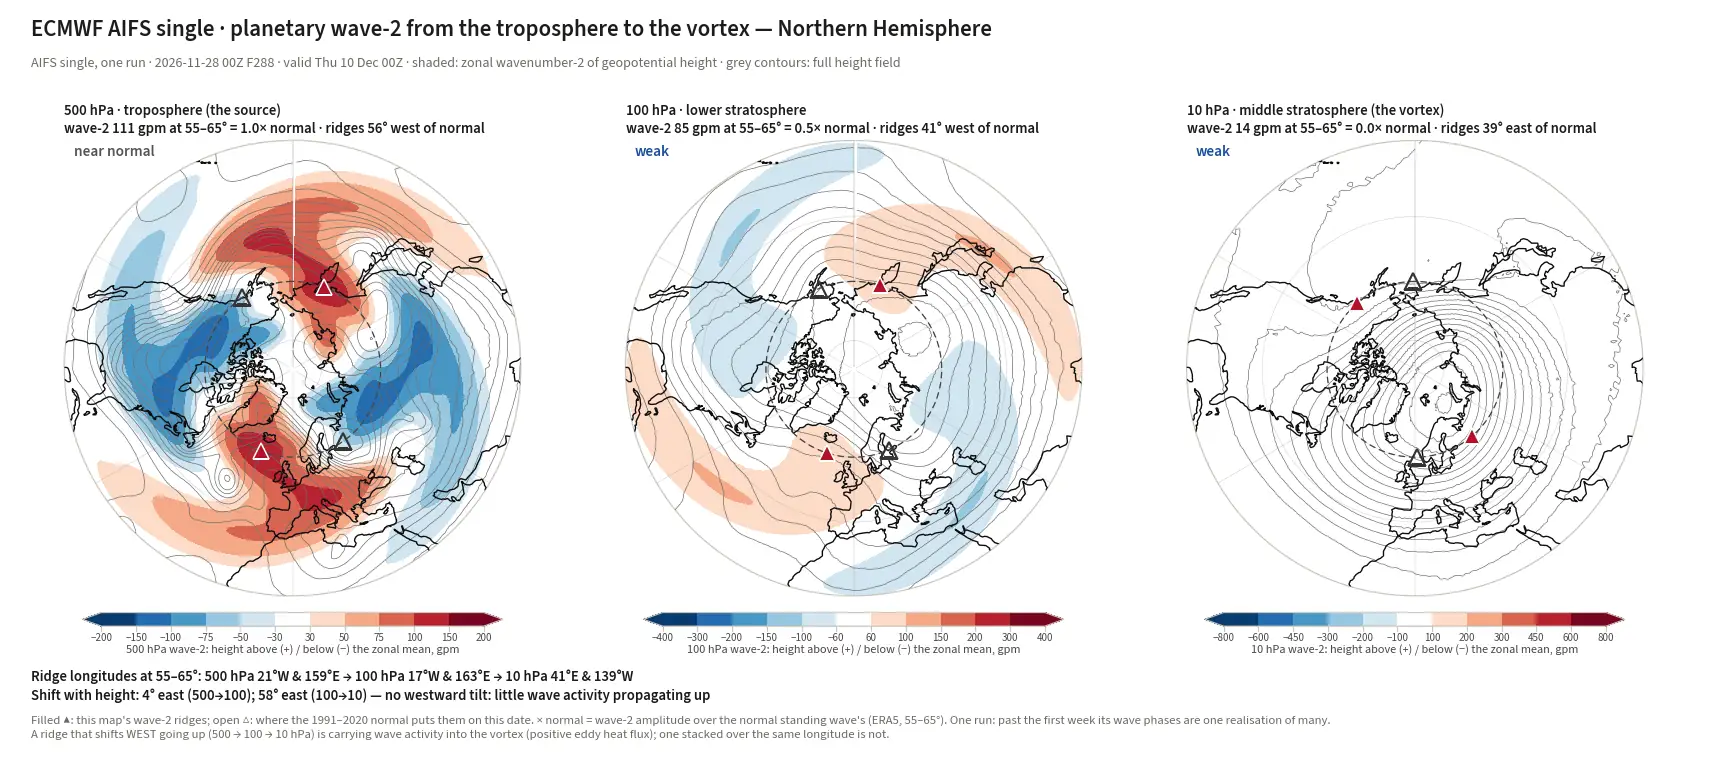 ECMWF AIFS single · planetary wave-2 from the troposphere to the vortex — Northern Hemisphere
AIFS single, one run · 2026-11-28 00Z F288 · valid Thu 10 Dec 00Z · shaded: zonal wavenumber-2 of geopotential height · grey contours: full height field
500 hPa · troposphere (the source)
wave-2 111 gpm at 55–65° = 1.0× normal · ridges 56° west of normal
near normal
100 hPa · lower stratosphere
wave-2 85 gpm at 55–65° = 0.5× normal · ridges 41° west of normal
weak
10 hPa · middle stratosphere (the vortex)
wave-2 14 gpm at 55–65° = 0.0× normal · ridges 39° east of normal
weak
−200 −150 −100 −75 −50 −30 30 50 75 100 150 200
500 hPa wave-2: height above (+) / below (−) the zonal mean, gpm
−400 −300 −200 −150 −100 −60 60 100 150 200 300 400
100 hPa wave-2: height above (+) / below (−) the zonal mean, gpm
−800 −600 −450 −300 −200 −100 100 200 300 450 600 800
10 hPa wave-2: height above (+) / below (−) the zonal mean, gpm
Ridge longitudes at 55–65°: 500 hPa 21°W & 159°E → 100 hPa 17°W & 163°E → 10 hPa 41°E & 139°W
Shift with height: 4° east (500→100); 58° east (100→10) — no westward tilt: little wave activity propagating up
Filled ▲: this map's wave-2 ridges; open △: where the 1991–2020 normal puts them on this date. × normal = wave-2 amplitude over the normal standing wave's (ERA5, 55–65°). One run: past the first week its wave phases are one realisation of many.
A ridge that shifts WEST going up (500 → 100 → 10 hPa) is carrying wave activity into the vortex (positive eddy heat flux); one stacked over the same longitude is not.